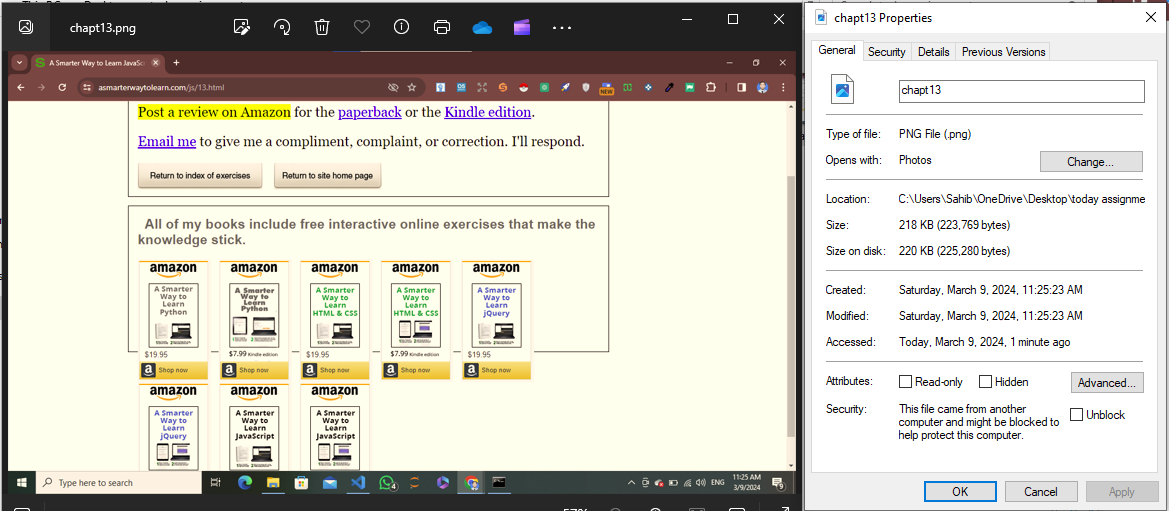 chapt13.png
A Smarter Way to Learn JavaSc
asmarterwaytolearn.com/js/13.html
NEW
Post a review on Amazon for the paperback or the Kindle edition.
Email me to give me a compliment, complaint, or correction. I'll respond.
Return to index of exercises
Return to site home page
All of my books include free interactive online exercises that make the
knowledge stick.
amazon
A Smarter
Way to
Learn
Python
$19.95
Shop now
amazon
A Smarter
Way to
Learn
Python
$7.99 Kindle edition
Shop now
amazon
A Smarter
Way to
Learn
HTML & CSS
$19.95
Shop now
amazon
A Smarter
Way to
Learn
HTML & CSS
$7.99 Kindle edition
Shop now
amazon
A Smarter
Way to
Learn
jQuery
$19.95
Shop now
amazon
A Smarter
Way to
Learn
jQuery
amazon
A Smarter
Way to
Learn
JavaScript
amazon
A Smarter
Way to
Learn
JavaScript
Type here to search
ENG
11:25 AM
3/9/2024
chapt13 Properties
General
Security
Details
Previous Versions
chapt13
Type of file:
PNG File (.png)
Opens with:
Photos
Change...
Location:
C:\Users\Sahib\OneDrive\Desktop\today assignme
Size:
218 KB (223,769 bytes)
Size on disk:
220 KB (225,280 bytes)
Created:
Saturday, March 9, 2024, 11:25:23 AM
Modified:
Saturday, March 9, 2024, 11:25:23 AM
Accessed:
Today, March 9, 2024, 1 minute ago
Attributes:
Read-only
Hidden
Advanced...
Security:
This file came from another
computer and might be blocked to
help protect this computer.
Unblock
OK
Cancel
Apply